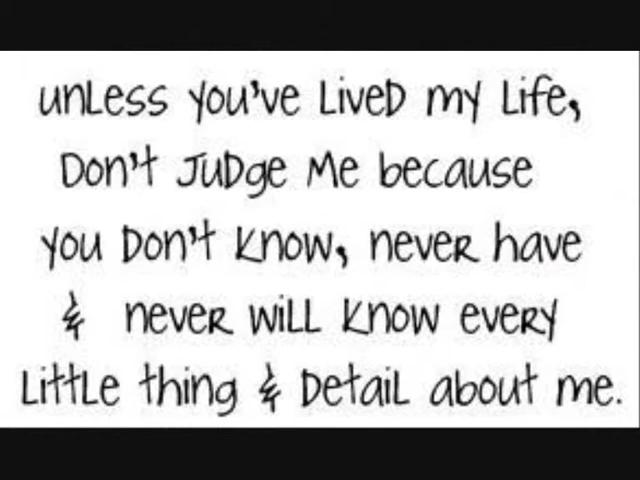 unless you've lived my life,
Don't Judge Me because
you Don't know, never have
& never will know every
little thing & Detail about me.